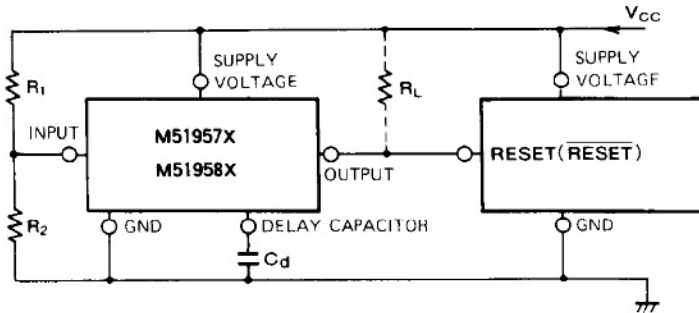 VCC
SUPPLY
VOLTAGE
SUPPLY
VOLTAGE
R1
RL
INPUT
M51957X
M51958X
OUTPUT
RESET(RESET)
R2
GND
DELAY CAPACITOR
GND
Cd